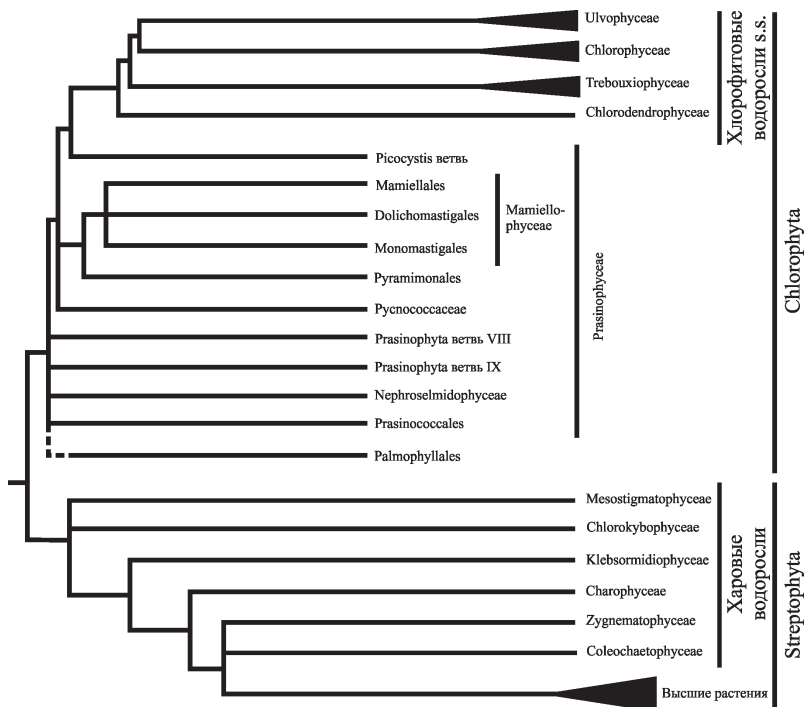 Ulvophyceae
Chlorophyceae
Trebouxiophyceae
Chlorodendrophyceae
Хлорофитовые
водоросли s.s.
Picocystis ветвь
Mamiellales
Dolichomastigales
Monomastigales
Mamiello-
phyceae
Pyramimonales
Pycnococcaceae
Prasinophyta ветвь VIII
Prasinophyta ветвь IX
Nephroselmidophyceae
Prasinococcales
Palmophyllales
Prasinophyceae
Chlorophyta
Mesostigmatophyceae
Chlorokybophyceae
Klebsormidiophyceae
Charophyceae
Zygnematophyceae
Coleochaetophyceae
Высшие растения
Харовые
водоросли
Streptophyta